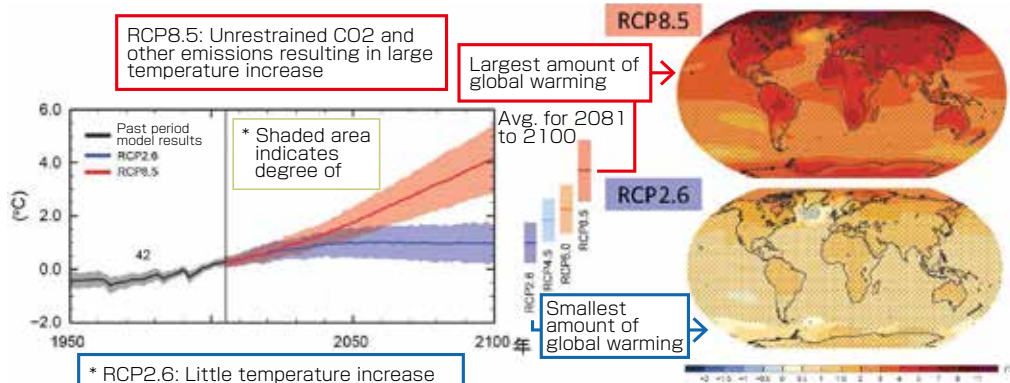 RCP8.5: Unrestrained CO2 and
other emissions resulting in large
temperature increase
RCP8.5
Largest amount of
global warming
6.0
4.0
2.0
0.0
−2.0
(°C)
Past period
model results
RCP2.6
RCP8.5
* Shaded area
indicates
degree of
42
1950
2050
2100 年
Avg. for 2081
to 2100
RCP2.6
RCP4.5
RCP6.0
RCP8.5
RCP2.6
Smallest
amount of
global warming
* RCP2.6: Little temperature increase